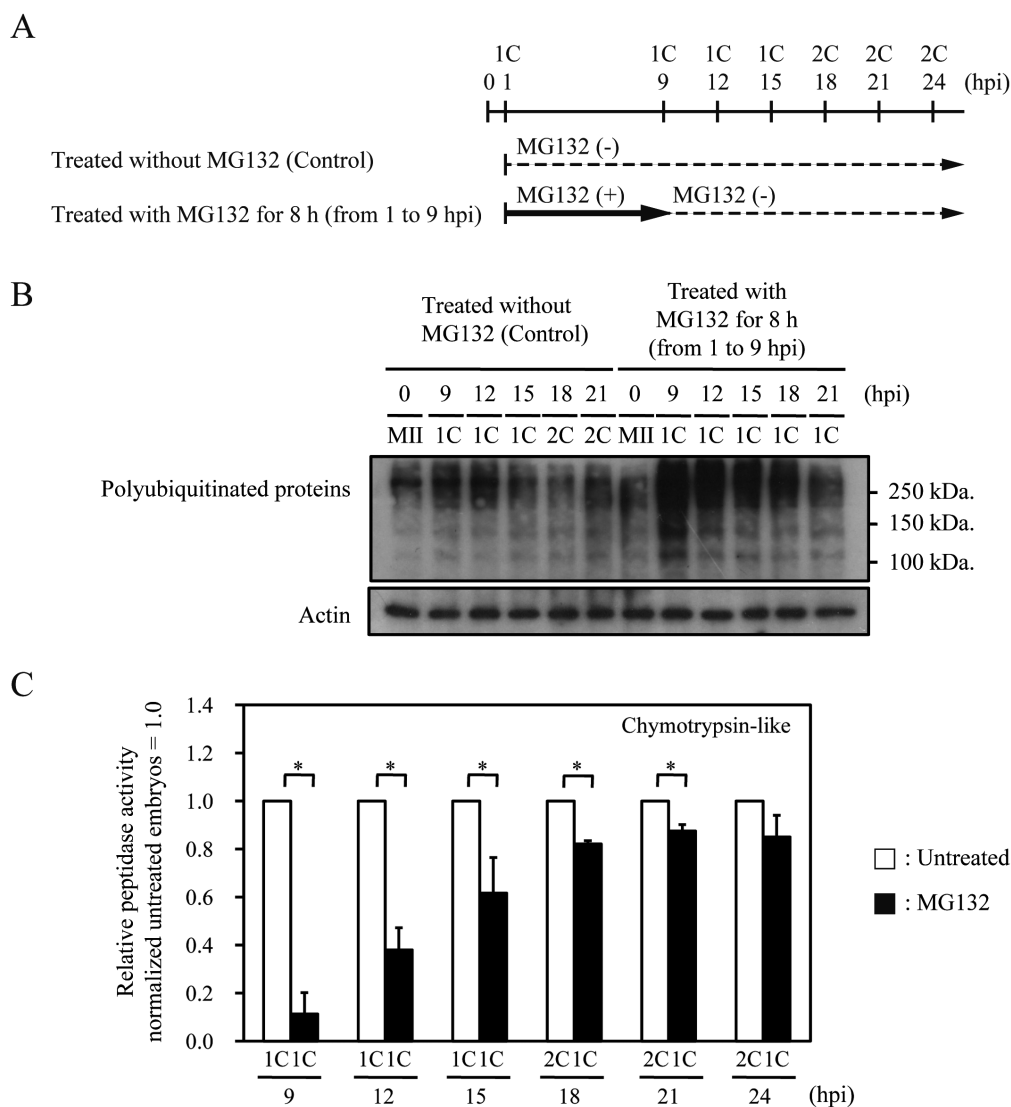 A
1C 1C 1C 1C 2C 2C 2C
0 1 9 12 15 18 21 24 (hpi)
Treated without MG132 (Control)
MG132 (-)
Treated with MG132 for 8 h (from 1 to 9 hpi)
MG132 (+) MG132 (-)
B
Treated without
MG132 (Control)
Treated with
MG132 for 8 h
(from 1 to 9 hpi)
0 9 12 15 18 21 0 9 12 15 18 21 (hpi)
MII 1C 1C 1C 2C 2C MII 1C 1C 1C 1C 1C
Polyubiquitinated proteins
250 kDa.
150 kDa.
100 kDa.
Actin
C
Relative peptidase activity
normalized untreated embryos = 1.0
1.4
1.2
1.0
0.8
0.6
0.4
0.2
0.0
Chymotrypsin-like
* * * * *
1C 1C 1C 1C 1C 1C 2C 1C 2C 1C 2C 1C
9 12 15 18 21 24 (hpi)
: Untreated
: MG132